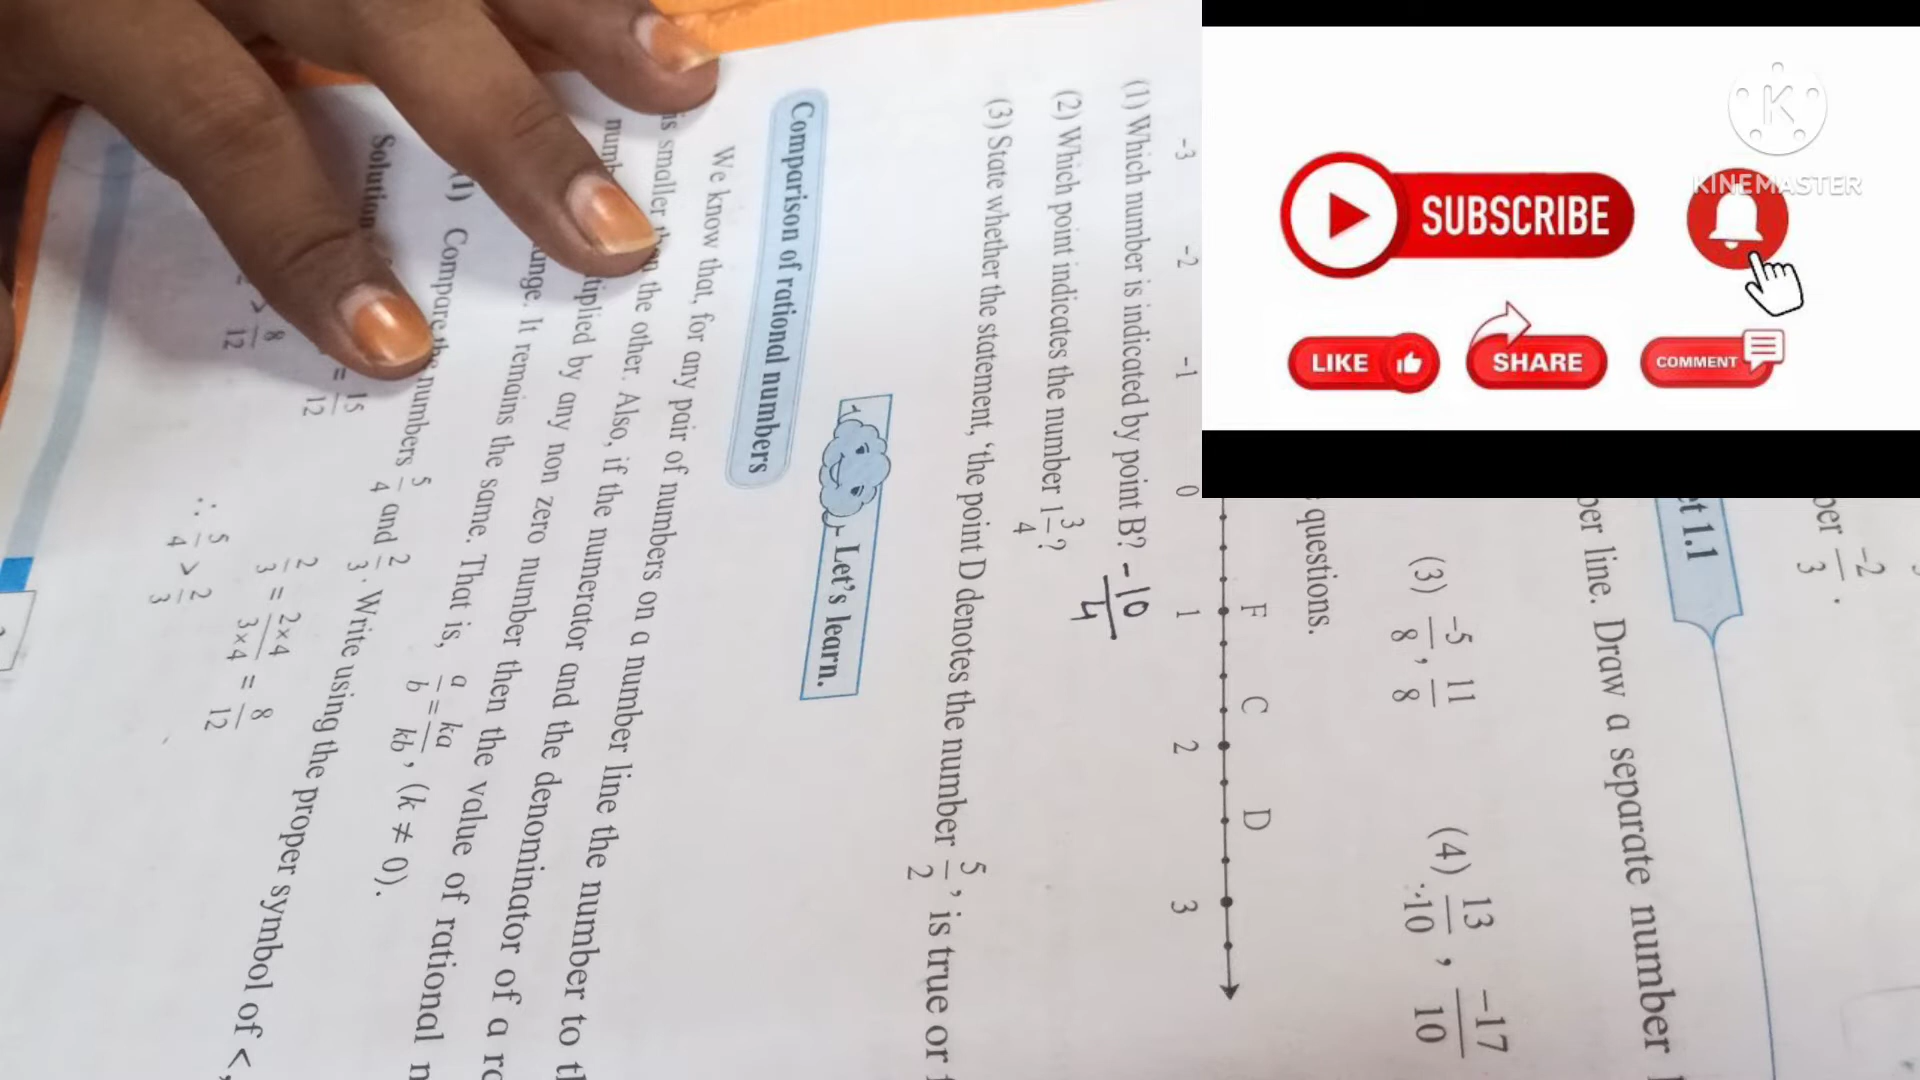 -2
ber — .
3
et 1.1
ber line. Draw a separate number
(3) -5/8 , 11/8 (4) 13/10 , -17/10
questions.
F C D
-3 -2 -1 0 1 2 3
(1) Which number is indicated by point B? -10/4
(2) Which point indicates the number 1 3/4 ?
(3) State whether the statement, 'the point D denotes the number 5/2 ' is true or
Let's learn.
Comparison of rational numbers
We know that, for any pair of numbers on a number line the number to
is smaller than the other. Also, if the numerator and the denominator of a
multiplied by any non zero number then the value of rational
change. It remains the same. That is, a/b = ka/kb , (k ≠ 0).
(1) Compare the numbers 5/4 and 2/3 . Write using the proper symbol of <,
Solution
= 15/12 2/3 = 2×4/3×4 = 8/12
> 8/12 ∴ 5/4 > 2/3
KINEMASTER
SUBSCRIBE
LIKE SHARE COMMENT